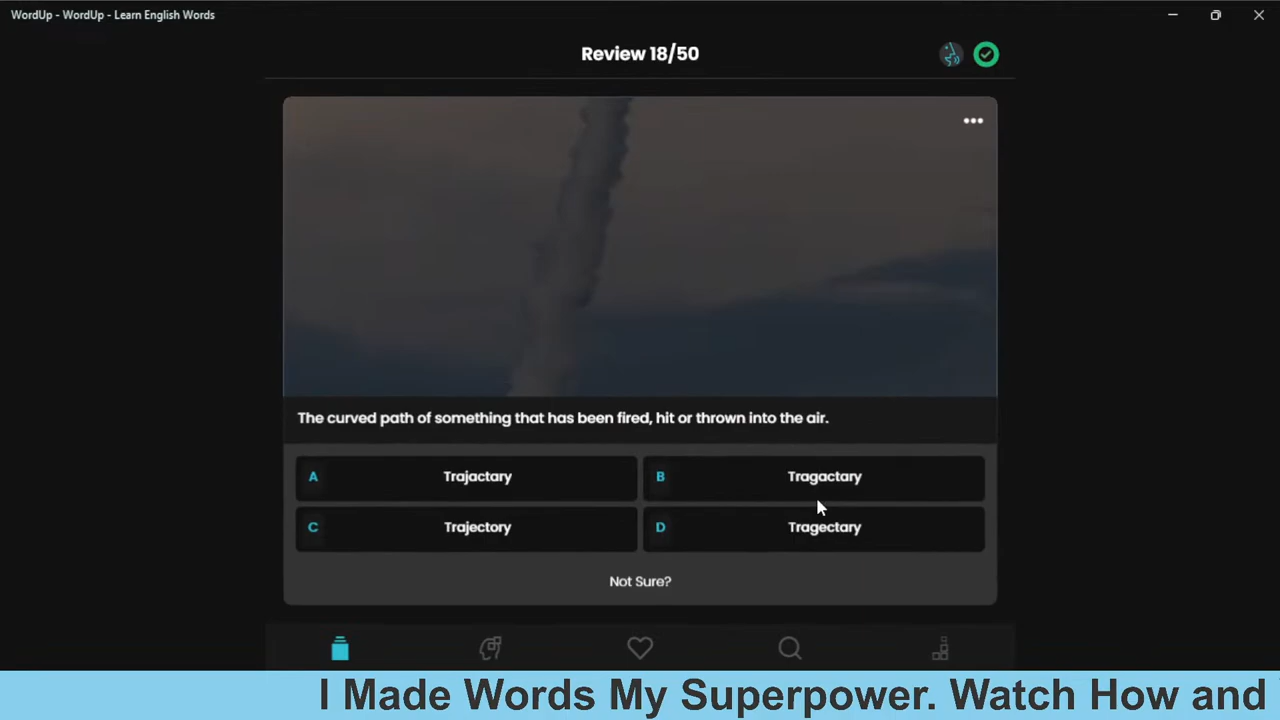 WordUp - WordUp - Learn English Words
Review 18/50
The curved path of something that has been fired, hit or thrown into the air.
A Trajactary
B Tragactary
C Trajectory
D Tragectary
Not Sure?
I Made Words My Superpower. Watch How and